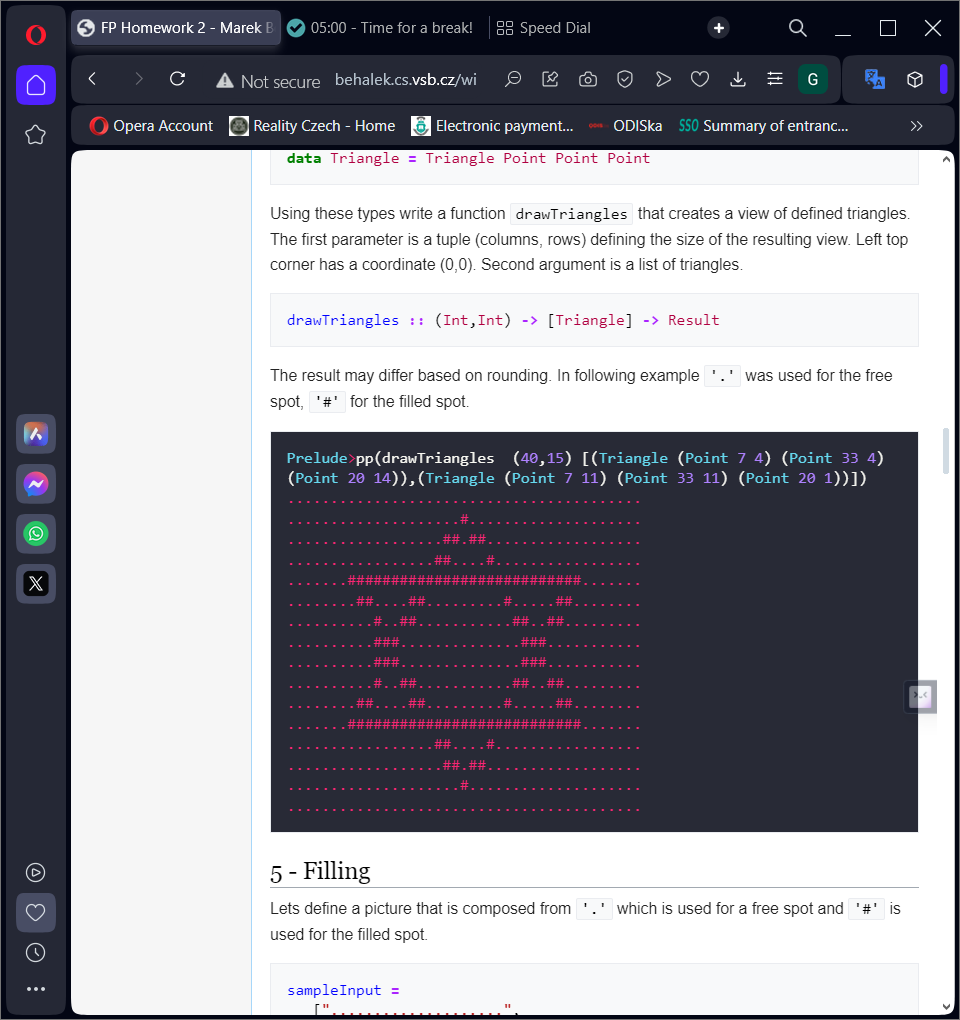 FP Homework 2 - Marek B
05:00 - Time for a break!
Speed Dial
Not secure
behalek.cs.vsb.cz/wi
G
Opera Account
Reality Czech - Home
Electronic payment...
ODISka
SSO Summary of entranc...
data Triangle = Triangle Point Point Point
Using these types write a function drawTriangles that creates a view of defined triangles.
The first parameter is a tuple (columns, rows) defining the size of the resulting view. Left top
corner has a coordinate (0,0). Second argument is a list of triangles.
drawTriangles :: (Int,Int) -> [Triangle] -> Result
The result may differ based on rounding. In following example '.' was used for the free
spot, '#' for the filled spot.
Prelude>pp(drawTriangles  (40,15) [(Triangle (Point 7 4) (Point 33 4)
(Point 20 14)),(Triangle (Point 7 11) (Point 33 11) (Point 20 1))])
.........................................
....................#....................
..................##.##..................
.................##....#.................
.......###########################.......
........##....##.........#.....##........
..........#..##...........##..##.........
..........###..............###...........
..........###..............###...........
..........#..##...........##..##.........
........##....##.........#.....##........
.......###########################.......
.................##....#.................
..................##.##..................
....................#....................
.........................................
5 - Filling
Lets define a picture that is composed from '.' which is used for a free spot and '#' is
used for the filled spot.
sampleInput =
["....................",